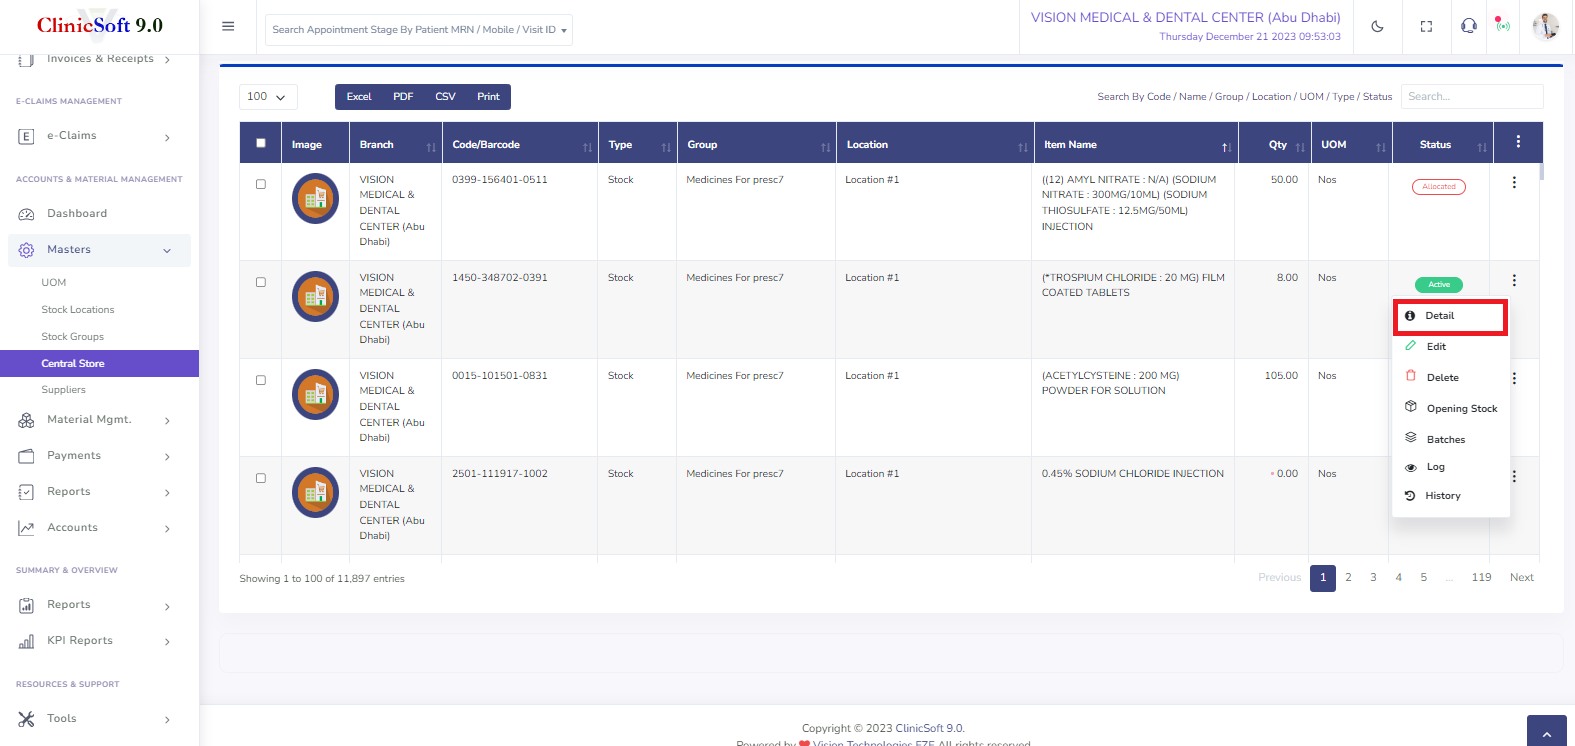 ClinicSoft 9.0
Search Appointment Stage By Patient MRN / Mobile / Visit ID
VISION MEDICAL & DENTAL CENTER (Abu Dhabi)
Thursday December 21 2023 09:53:03
Invoices & Receipts
E-CLAIMS MANAGEMENT
e-Claims
ACCOUNTS & MATERIAL MANAGEMENT
Dashboard
Masters
UOM
Stock Locations
Stock Groups
Central Store
Suppliers
Material Mgmt.
Payments
Reports
Accounts
SUMMARY & OVERVIEW
Reports
KPI Reports
RESOURCES & SUPPORT
Tools
100
Excel PDF CSV Print
Search By Code / Name / Group / Location / UOM / Type / Status
Search...
Image Branch Code/Barcode Type Group Location Item Name Qty UOM Status
VISION
MEDICAL &
DENTAL
CENTER (Abu
Dhabi)
0399-156401-0511
Stock
Medicines For presc7
Location #1
((12) AMYL NITRATE : N/A) (SODIUM
NITRATE : 300MG/10ML) (SODIUM
THIOSULFATE : 12.5MG/50ML)
INJECTION
50.00
Nos
Allocated
VISION
MEDICAL &
DENTAL
CENTER (Abu
Dhabi)
1450-348702-0391
Stock
Medicines For presc7
Location #1
(*TROSPIUM CHLORIDE : 20 MG) FILM
COATED TABLETS
8.00
Nos
Active
VISION
MEDICAL &
DENTAL
CENTER (Abu
Dhabi)
0015-101501-0831
Stock
Medicines For presc7
Location #1
(ACETYLCYSTEINE : 200 MG)
POWDER FOR SOLUTION
105.00
Nos
VISION
MEDICAL &
DENTAL
CENTER (Abu
Dhabi)
2501-111917-1002
Stock
Medicines For presc7
Location #1
0.45% SODIUM CHLORIDE INJECTION
0.00
Nos
Detail
Edit
Delete
Opening Stock
Batches
Log
History
Showing 1 to 100 of 11,897 entries
Previous 1 2 3 4 5 ... 119 Next
Copyright © 2023 ClinicSoft 9.0.
Powered by ❤ Vision Technologies FZE All rights reserved